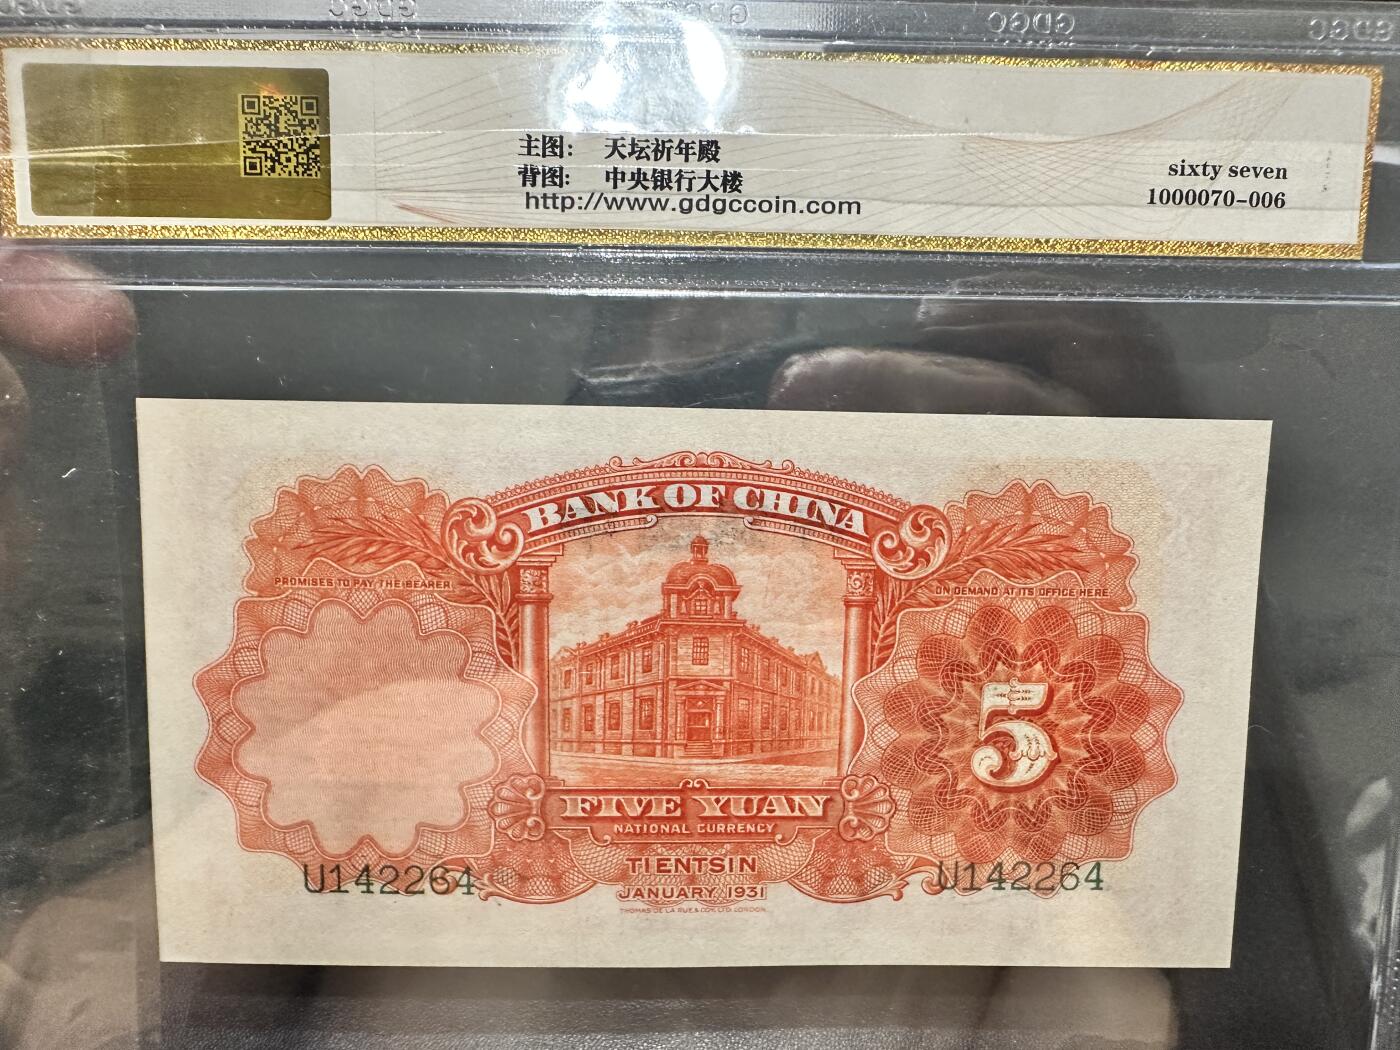 GDGC
主图: 天坛祈年殿
背图: 中央银行大楼
http://www.gdgccoin.com
sixty seven
1000070-006
BANK OF CHINA
PROMISES TO PAY THE BEARER
ON DEMAND AT ITS OFFICE HERE
5
FIVE YUAN
NATIONAL CURRENCY
TIENTSIN
JANUARY 1931
U142264
U142264
THOMAS DE LA RUE & COY. LTD. LONDON.